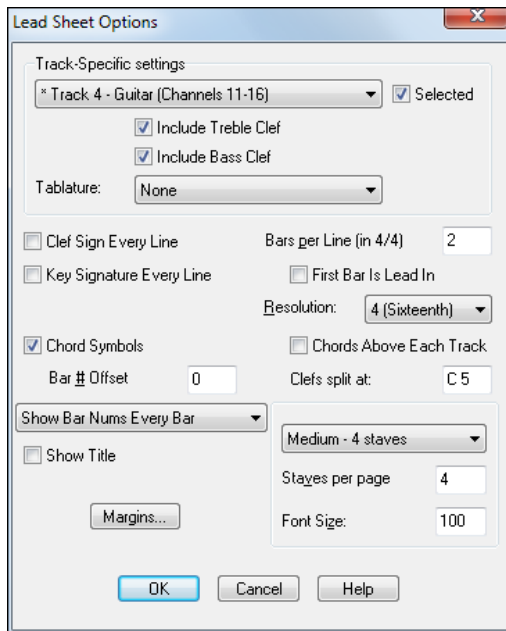 Lead Sheet Options
Track-Specific settings
* Track 4 - Guitar (Channels 11-16)
Selected
Include Treble Clef
Include Bass Clef
Tablature: None
Clef Sign Every Line
Bars per Line (in 4/4) 2
Key Signature Every Line
First Bar Is Lead In
Resolution: 4 (Sixteenth)
Chord Symbols
Chords Above Each Track
Bar # Offset 0
Clefs split at: C 5
Show Bar Nums Every Bar
Medium - 4 staves
Show Title
Staves per page 4
Margins...
Font Size: 100
OK
Cancel
Help